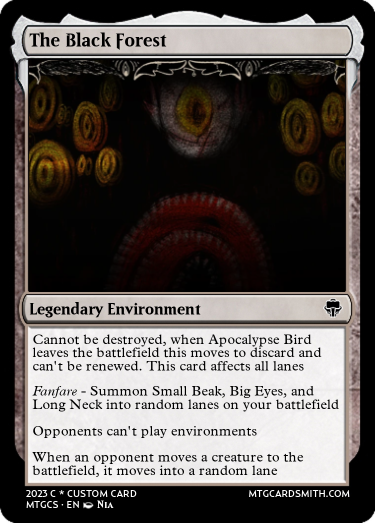 The Black Forest
Legendary Environment
Cannot be destroyed, when Apocalypse Bird
leaves the battlefield this moves to discard and
can't be renewed. This card affects all lanes
Fanfare - Summon Small Beak, Big Eyes, and
Long Neck into random lanes on your battlefield
Opponents can't play environments
When an opponent moves a creature to the
battlefield, it moves into a random lane
2023 C * CUSTOM CARD
MTGCARDSMITH.COM
MTGCS - EN Nia